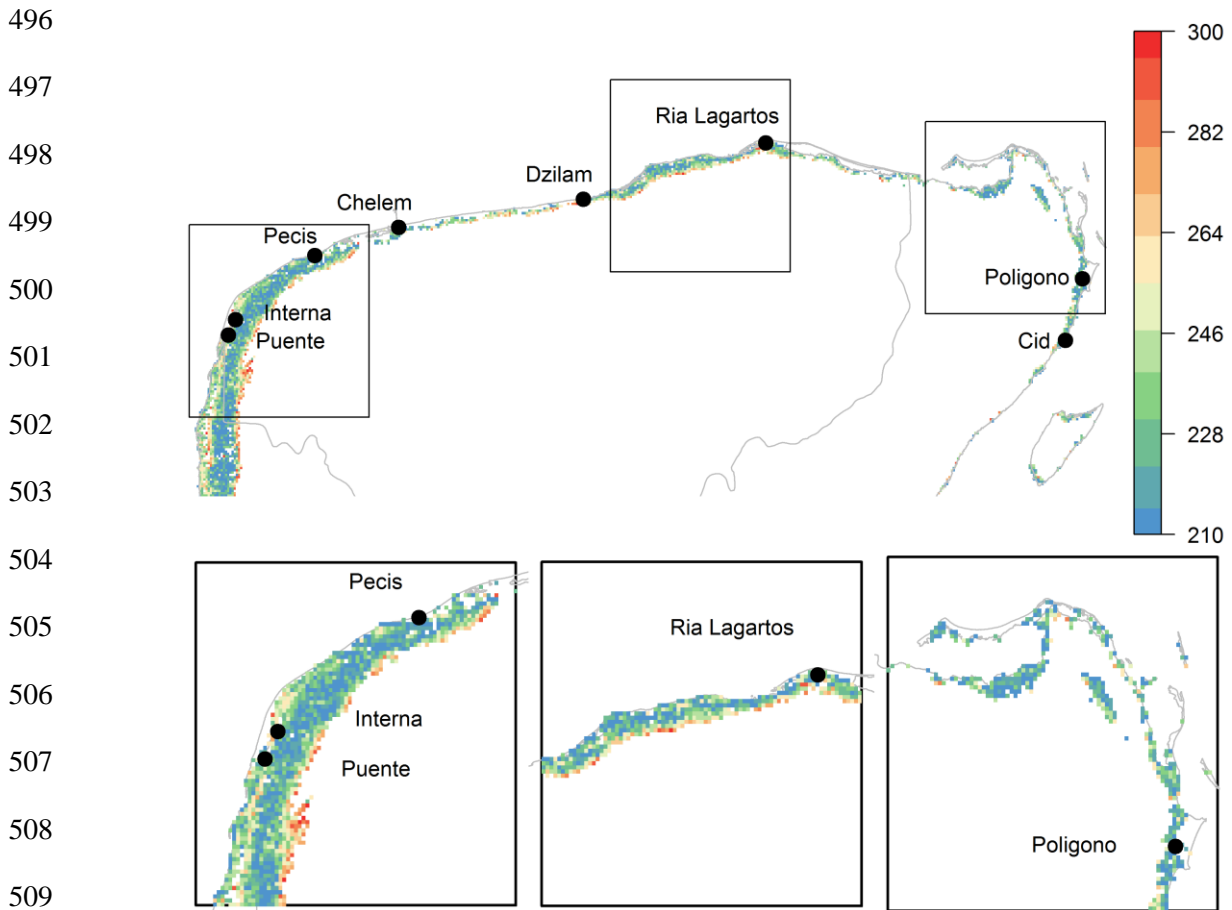 496
497
498
499
500
501
502
503
504
505
506
507
508
509
Ria Lagartos
Dzilam
Chelem
Pecis
Interna
Puente
Poligono
Cid
300
282
264
246
228
210
Pecis
Interna
Puente
Ria Lagartos
Poligono